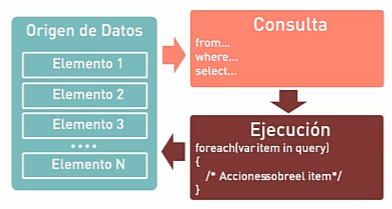 Origen de Datos
Elemento 1
Elemento 2
Elemento 3
....
Elemento N
Consulta
from...
where...
select...
Ejecución
foreach(var item in query)
{
/* Accionessobreel item*/
}